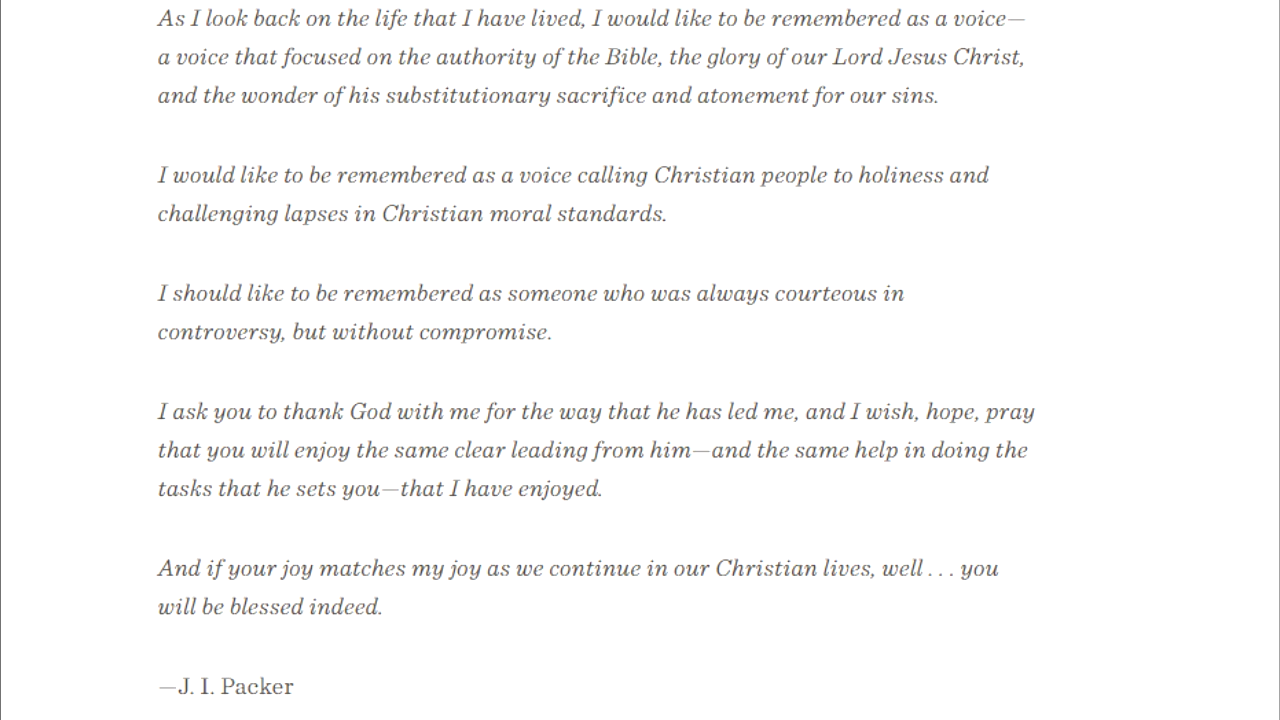 As I look back on the life that I have lived, I would like to be remembered as a voice—
a voice that focused on the authority of the Bible, the glory of our Lord Jesus Christ,
and the wonder of his substitutionary sacrifice and atonement for our sins.
I would like to be remembered as a voice calling Christian people to holiness and
challenging lapses in Christian moral standards.
I should like to be remembered as someone who was always courteous in
controversy, but without compromise.
I ask you to thank God with me for the way that he has led me, and I wish, hope, pray
that you will enjoy the same clear leading from him—and the same help in doing the
tasks that he sets you—that I have enjoyed.
And if your joy matches my joy as we continue in our Christian lives, well . . . you
will be blessed indeed.
—J. I. Packer